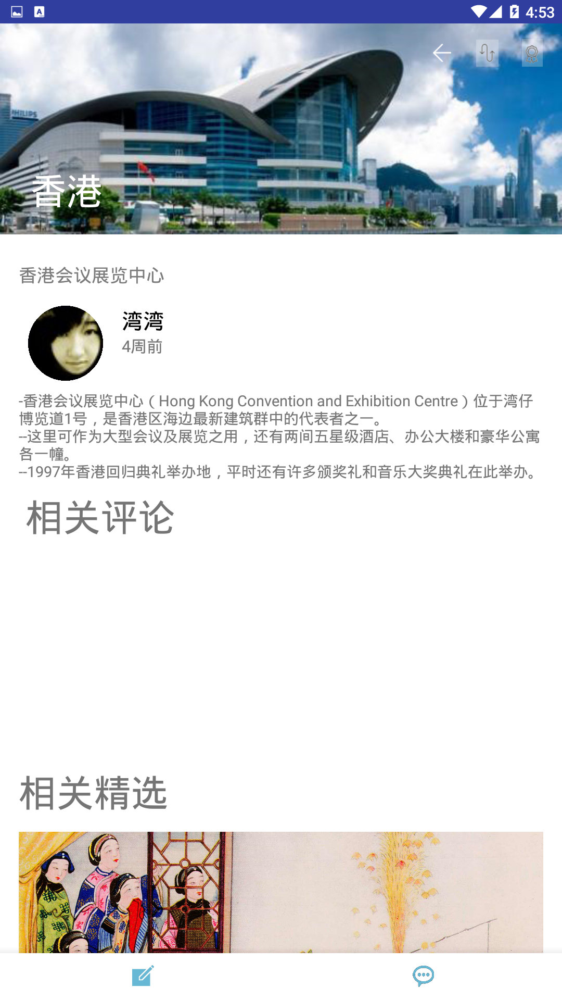 4:53
PHILIPS
香港
香港会议展览中心
湾湾
4周前
-香港会议展览中心（Hong Kong Convention and Exhibition Centre）位于湾仔
博览道1号，是香港区海边最新建筑群中的代表者之一。
--这里可作为大型会议及展览之用，还有两间五星级酒店、办公大楼和豪华公寓
各一幢。
--1997年香港回归典礼举办地，平时还有许多颁奖礼和音乐大奖典礼在此举办。
相关评论
相关精选